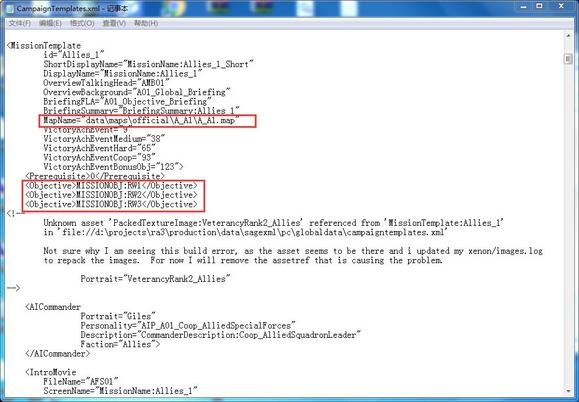 CampaignTemplates.xml - 记事本
文件(F) 编辑(E) 格式(O) 查看(V) 帮助(H)
<MissionTemplate
id="Allies_1"
ShortDisplayName="MissionName:Allies_1_Short"
DisplayName="MissionName:Allies_1"
OverviewTalkingHead="AMB01"
OverviewBackground="A01_Global_Briefing"
BriefingFLA="A01_Objective_Briefing"
BriefingSummary="BriefingSummary:Allies_1"
MapName="data\maps\official\A_A1\A_A1.map"
VictoryAchEvent="9"
VictoryAchEventMedium="38"
VictoryAchEventHard="65"
VictoryAchEventCoop="93"
VictoryAchEventBonusObj="123">
<Prerequisite>0</Prerequisite>
<Objective>MISSIONOBJ:RW1</Objective>
<Objective>MISSIONOBJ:RW2</Objective>
<Objective>MISSIONOBJ:RW3</Objective>
<!--
Unknown asset 'PackedTextureImage:VeterancyRank2_Allies' referenced from 'MissionTemplate:Allies_1'
in 'file://d:\projects\ra3\production\data\sagexml\pc\globaldata\campaigntemplates.xml'
Not sure why I am seeing this build error, as the asset seems to be there and i updated my xenon/images.log
to repack the images. For now I will remove the assetref that is causing the problem.
Portrait="VeterancyRank2_Allies"
-->
<AICommander
Portrait="Giles"
Personality="AIP_A01_Coop_AlliedSpecialForces"
Description="CommanderDescription:Coop_AlliedSquadronLeader"
Faction="Allies">
</AICommander>
<IntroMovie
FileName="AFS01"
ScreenName="MissionName:Allies_1"